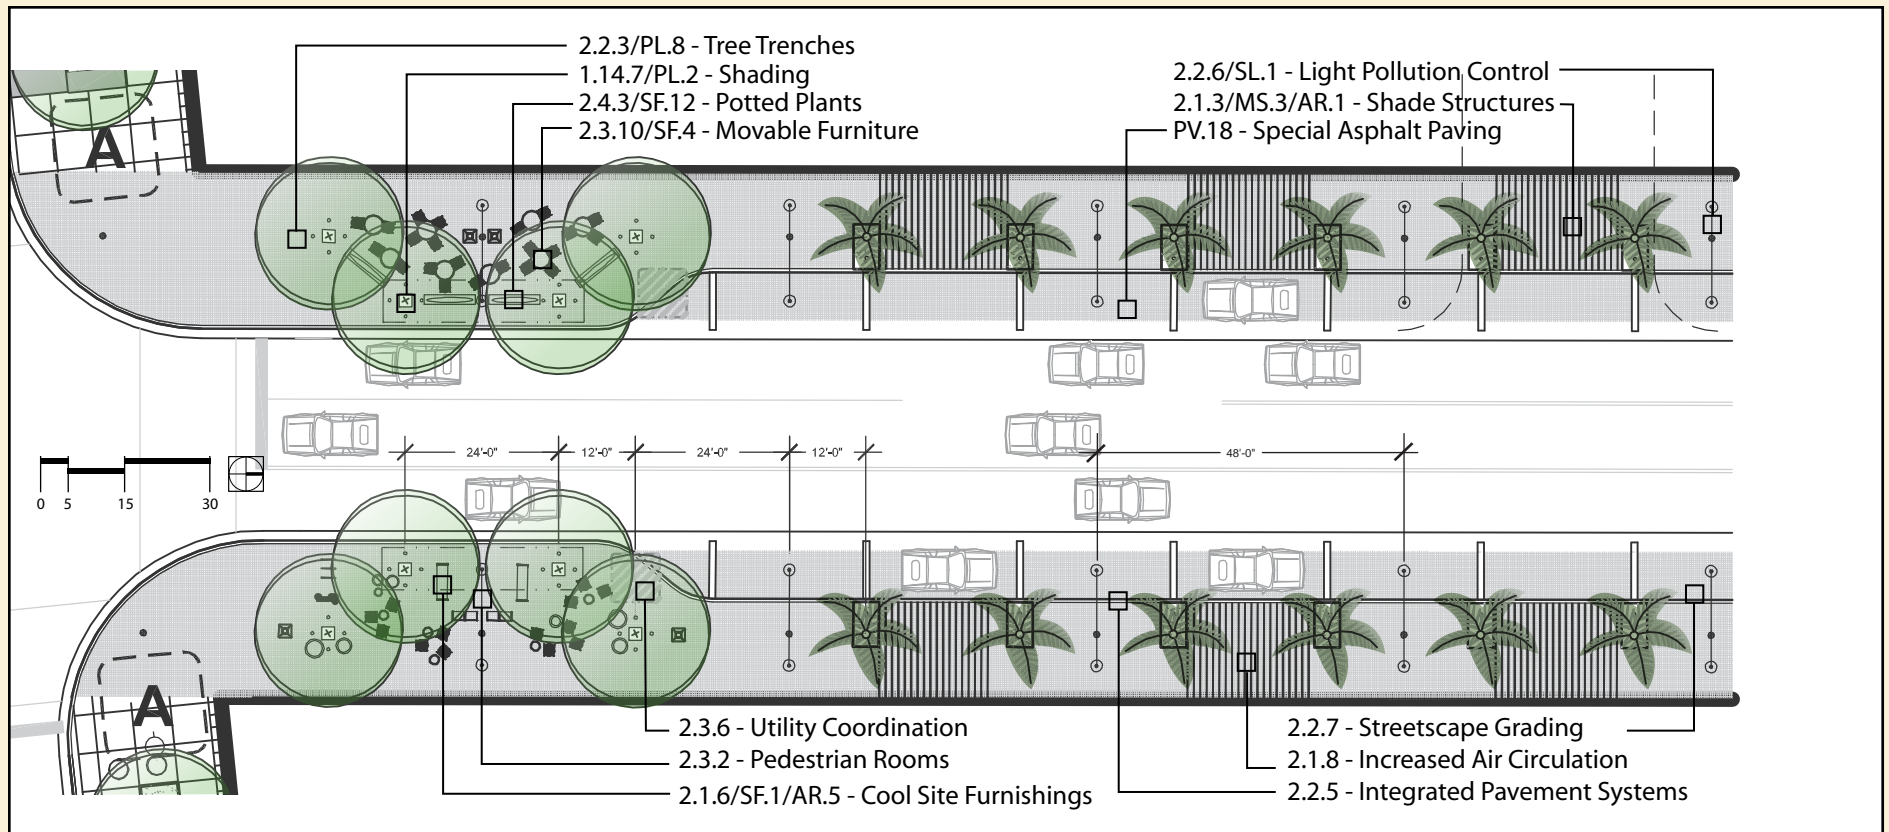 2.2.3/PL.8 - Tree Trenches
1.14.7/PL.2 - Shading
2.4.3/SF.12 - Potted Plants
2.3.10/SF.4 - Movable Furniture
2.2.6/SL.1 - Light Pollution Control
2.1.3/MS.3/AR.1 - Shade Structures
PV.18 - Special Asphalt Paving
A
24'-0" 12'-0" 24'-0" 12'-0" 48'-0"
0 5 15 30
A
2.3.6 - Utility Coordination
2.3.2 - Pedestrian Rooms
2.1.6/SF.1/AR.5 - Cool Site Furnishings
2.2.7 - Streetscape Grading
2.1.8 - Increased Air Circulation
2.2.5 - Integrated Pavement Systems